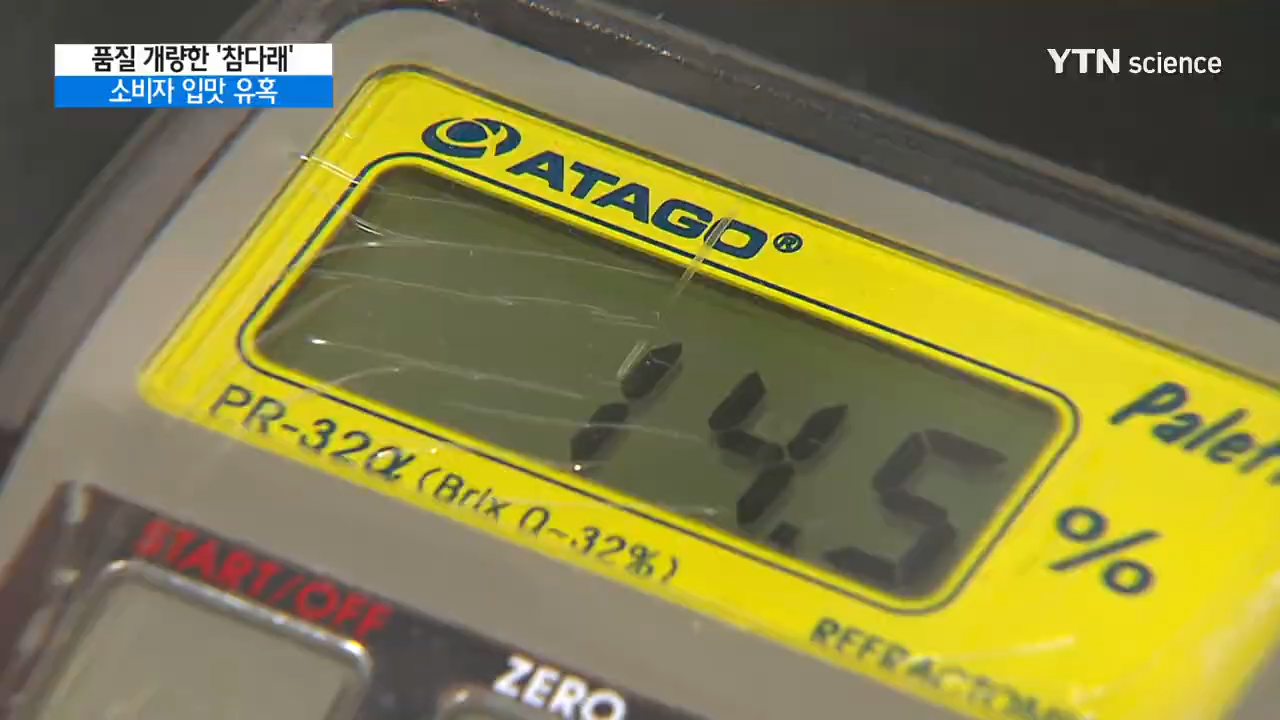 품질 개량한 '참다래'
소비자 입맛 유혹
YTN science
ATAGO®
14.5
%
PR-32α (Brix 0~32%)
START/OFF
ZERO